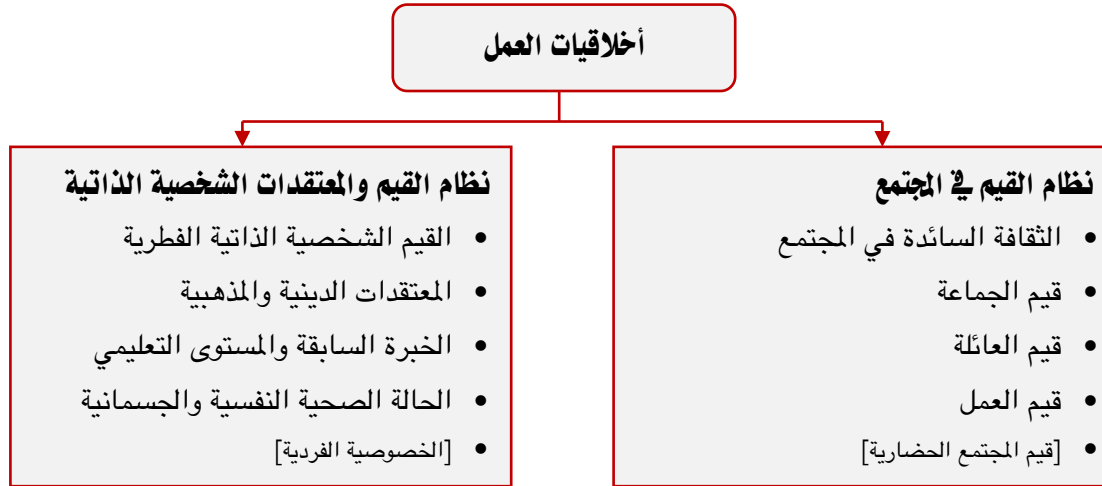 أخلاقيات العمل
نظام القيم في المجتمع
• الثقافة السائدة في المجتمع
• قيم الجماعة
• قيم العائلة
• قيم العمل
• [قيم المجتمع الحضارية]
نظام القيم والمعتقدات الشخصية الذاتية
• القيم الشخصية الذاتية الفطرية
• المعتقدات الدينية والمذهبية
• الخبرة السابقة والمستوى التعليمي
• الحالة الصحية النفسية والجسمانية
• [الخصوصية الفردية]